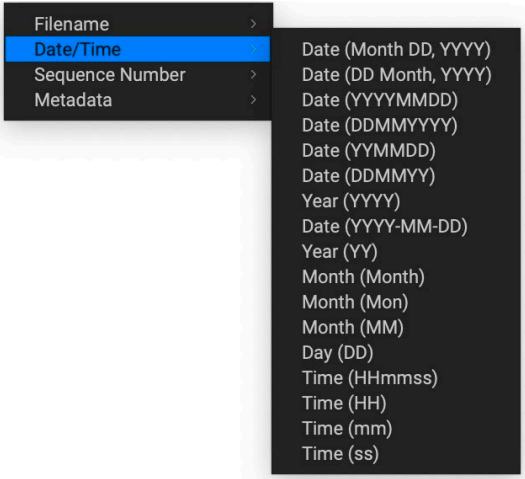 Filename
Date/Time
Sequence Number
Metadata
Date (Month DD, YYYY)
Date (DD Month, YYYY)
Date (YYYYMMDD)
Date (DDMMYYYY)
Date (YYMMDD)
Date (DDMMYY)
Year (YYYY)
Date (YYYY-MM-DD)
Year (YY)
Month (Month)
Month (Mon)
Month (MM)
Day (DD)
Time (HHmmss)
Time (HH)
Time (mm)
Time (ss)